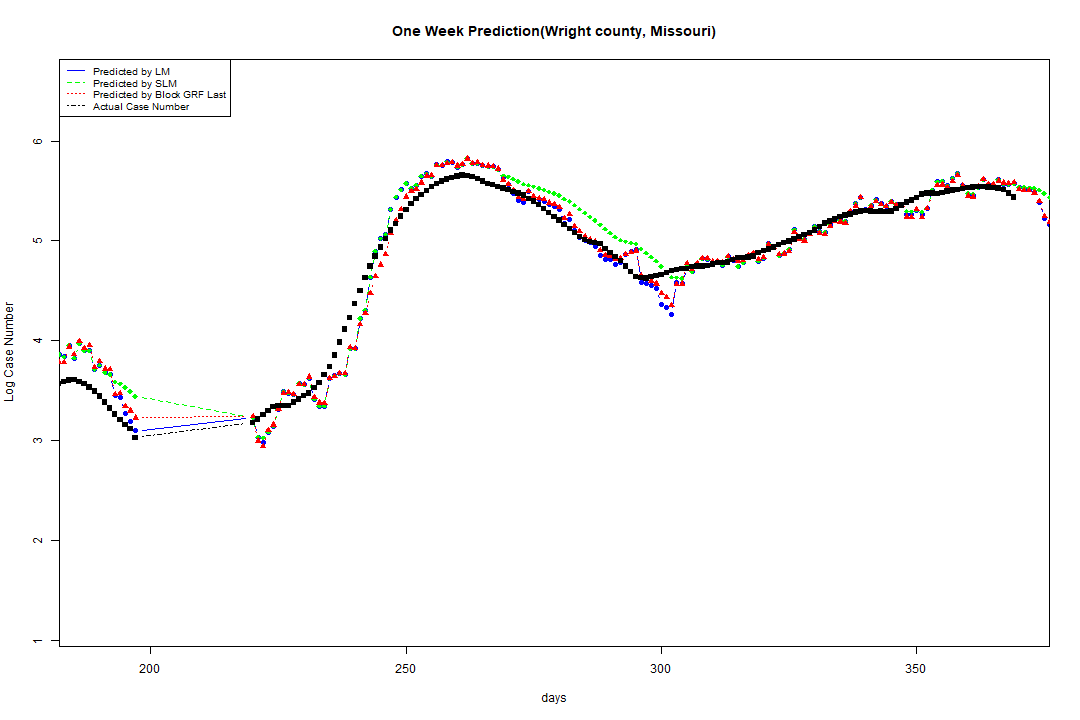 One Week Prediction(Wright county, Missouri)
Predicted by LM
Predicted by SLM
Predicted by Block GRF Last
Actual Case Number
6
5
4
3
2
1
Log Case Number
200 250 300 350
days